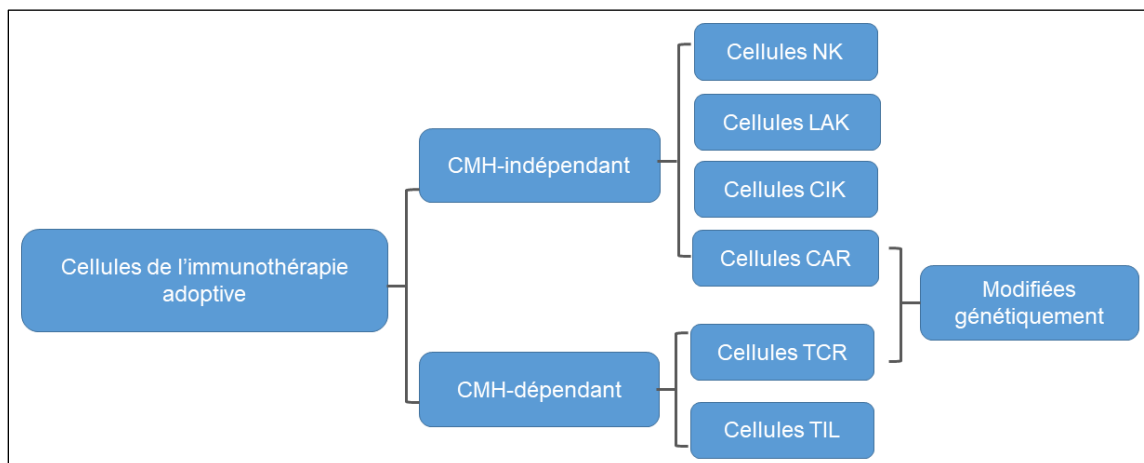 Cellules NK
Cellules LAK
CMH-indépendant
Cellules CIK
Cellules CAR
Cellules de l’immunothérapie
adoptive
Modifiées
génétiquement
Cellules TCR
CMH-dépendant
Cellules TIL